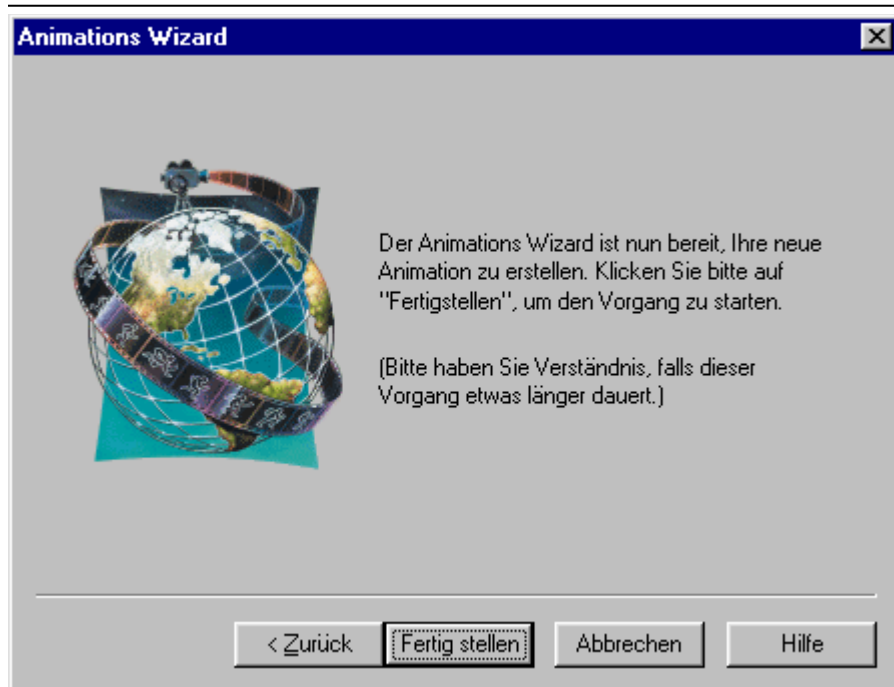 Animations Wizard
Der Animations Wizard ist nun bereit, Ihre neue
Animation zu erstellen. Klicken Sie bitte auf
"Fertigstellen", um den Vorgang zu starten.
(Bitte haben Sie Verständnis, falls dieser
Vorgang etwas länger dauert.)
< Zurück Fertig stellen Abbrechen Hilfe